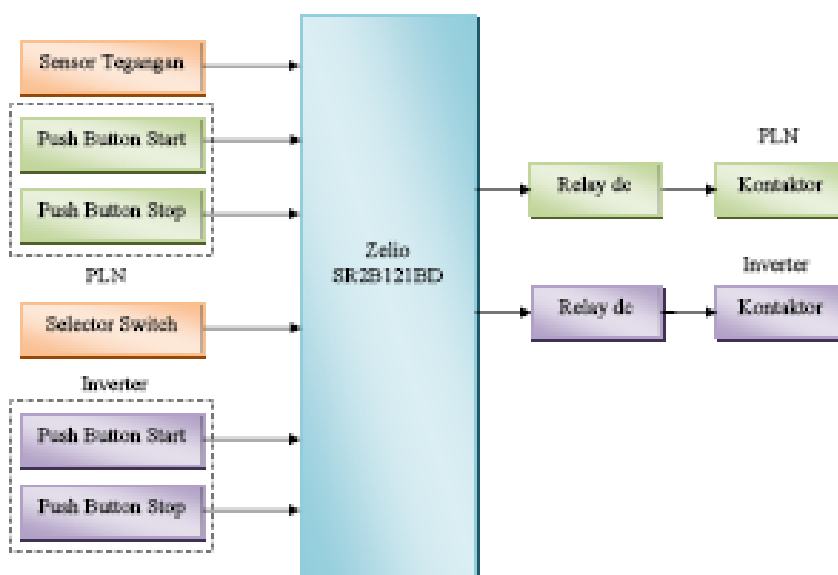 Sensor Tegangan
Push Button Start
Push Button Stop
PLN
Selector Switch
Inverter
Push Button Start
Push Button Stop
Zelio
SR2B121BD
Relay dc
PLN
Kontaktor
Relay dc
Inverter
Kontaktor